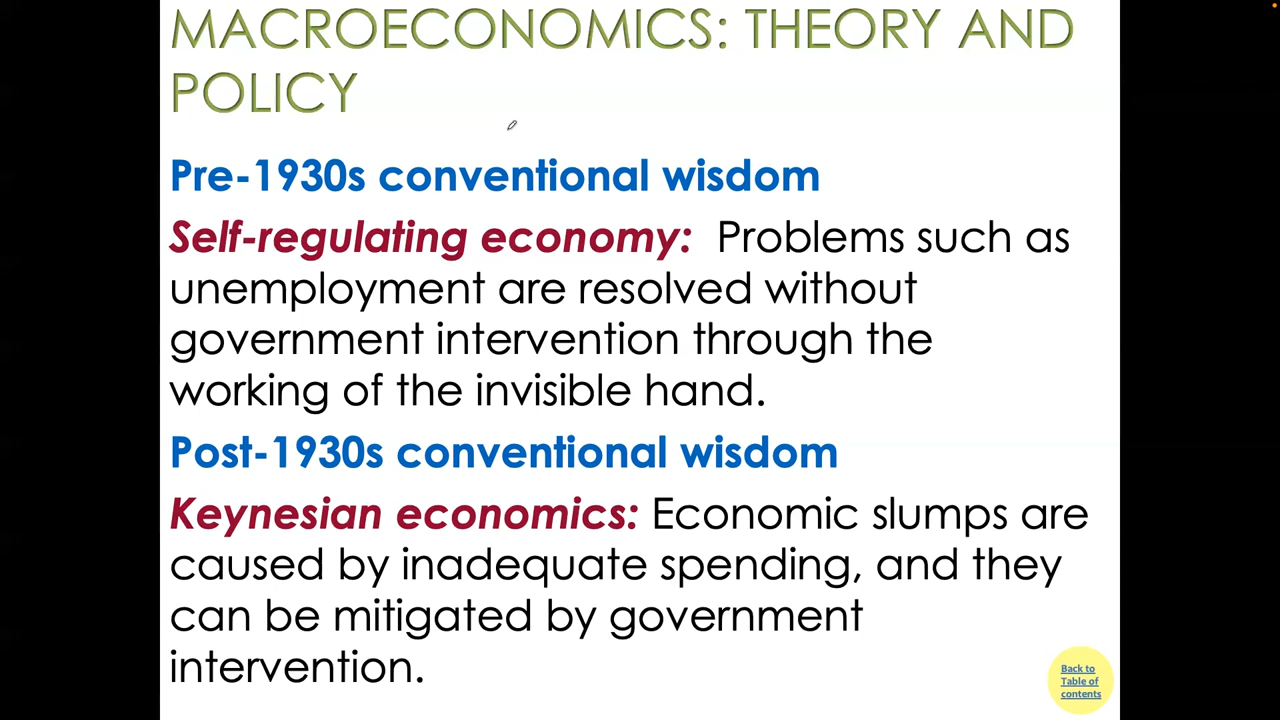 MACROECONOMICS: THEORY AND
POLICY
Pre-1930s conventional wisdom
Self-regulating economy: Problems such as
unemployment are resolved without
government intervention through the
working of the invisible hand.
Post-1930s conventional wisdom
Keynesian economics: Economic slumps are
caused by inadequate spending, and they
can be mitigated by government
intervention.
Back to
Table of
contents